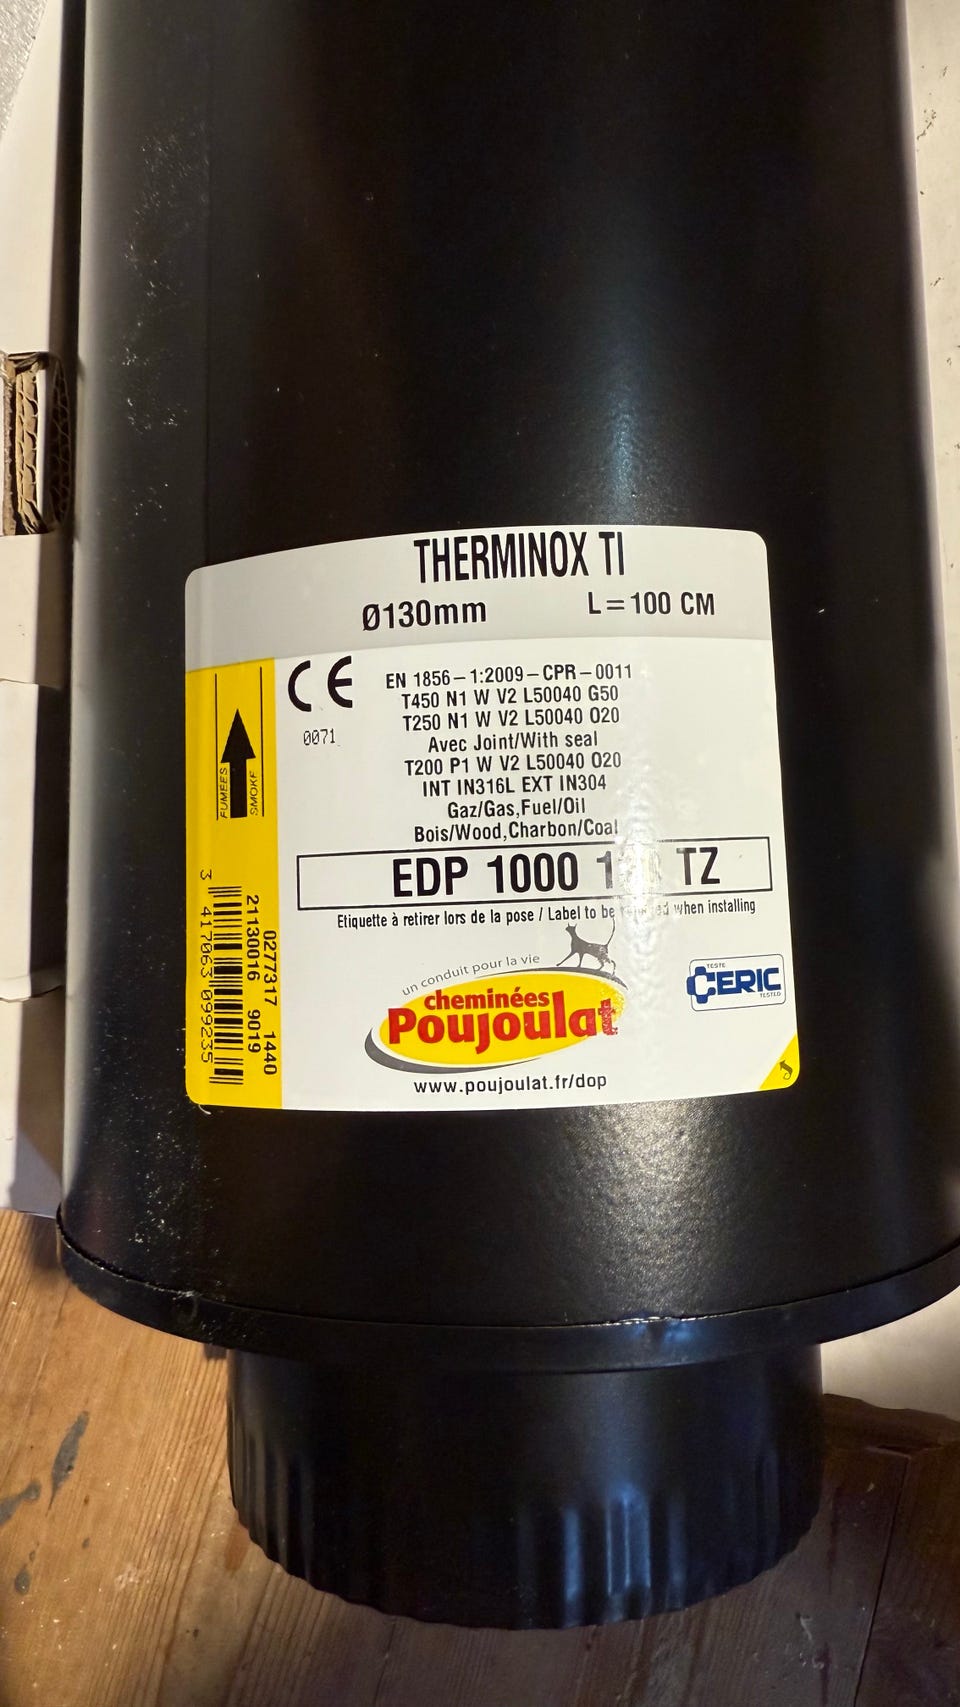 THERMINOX TI
Ø130mm L=100 CM
CE
0071
EN 1856-1:2009-CPR-0011
T450 N1 W V2 L50040 G50
T250 N1 W V2 L50040 O20
Avec Joint/With seal
T200 P1 W V2 L50040 O20
INT IN316L EXT IN304
Gaz/Gas,Fuel/Oil
Bois/Wood,Charbon/Coal
EDP 1000 TZ
Etiquette à retirer lors de la pose / Label to be when installing
FUMÉES
SMOKE
0277317 1440
21130016 9019
3 417063 099235
un conduit pour la vie
cheminées
Poujoulat
www.poujoulat.fr/dop
TESTE
CERIC
TESTED